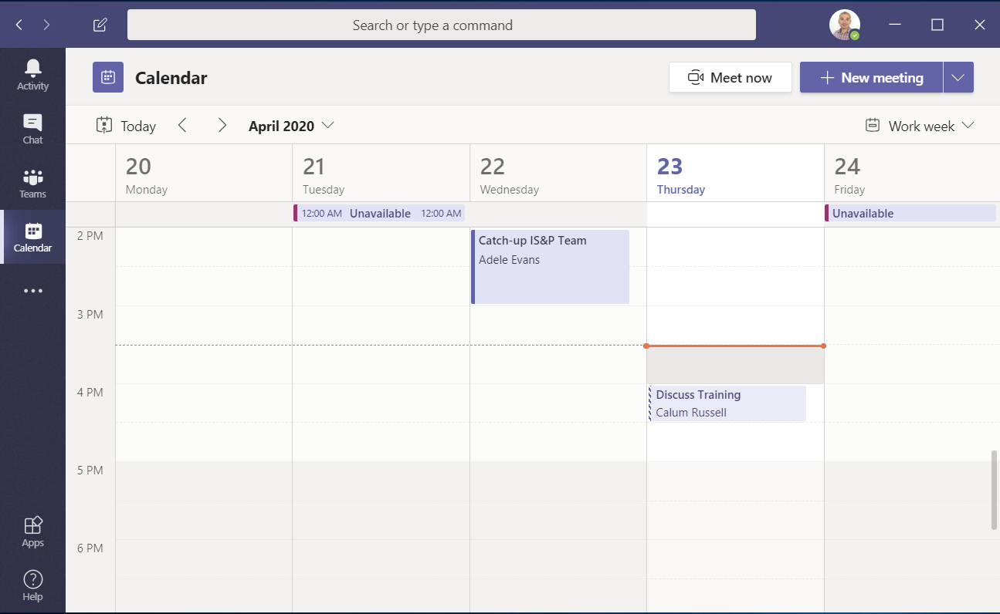 Search or type a command
Activity
Chat
Teams
Calendar
Apps
Help
Calendar
Meet now
New meeting
Today
April 2020
Work week
20
Monday
21
Tuesday
22
Wednesday
23
Thursday
24
Friday
12:00 AM Unavailable 12:00 AM
Unavailable
2 PM
Catch-up IS&P Team
Adele Evans
3 PM
4 PM
Discuss Training
Calum Russell
5 PM
6 PM